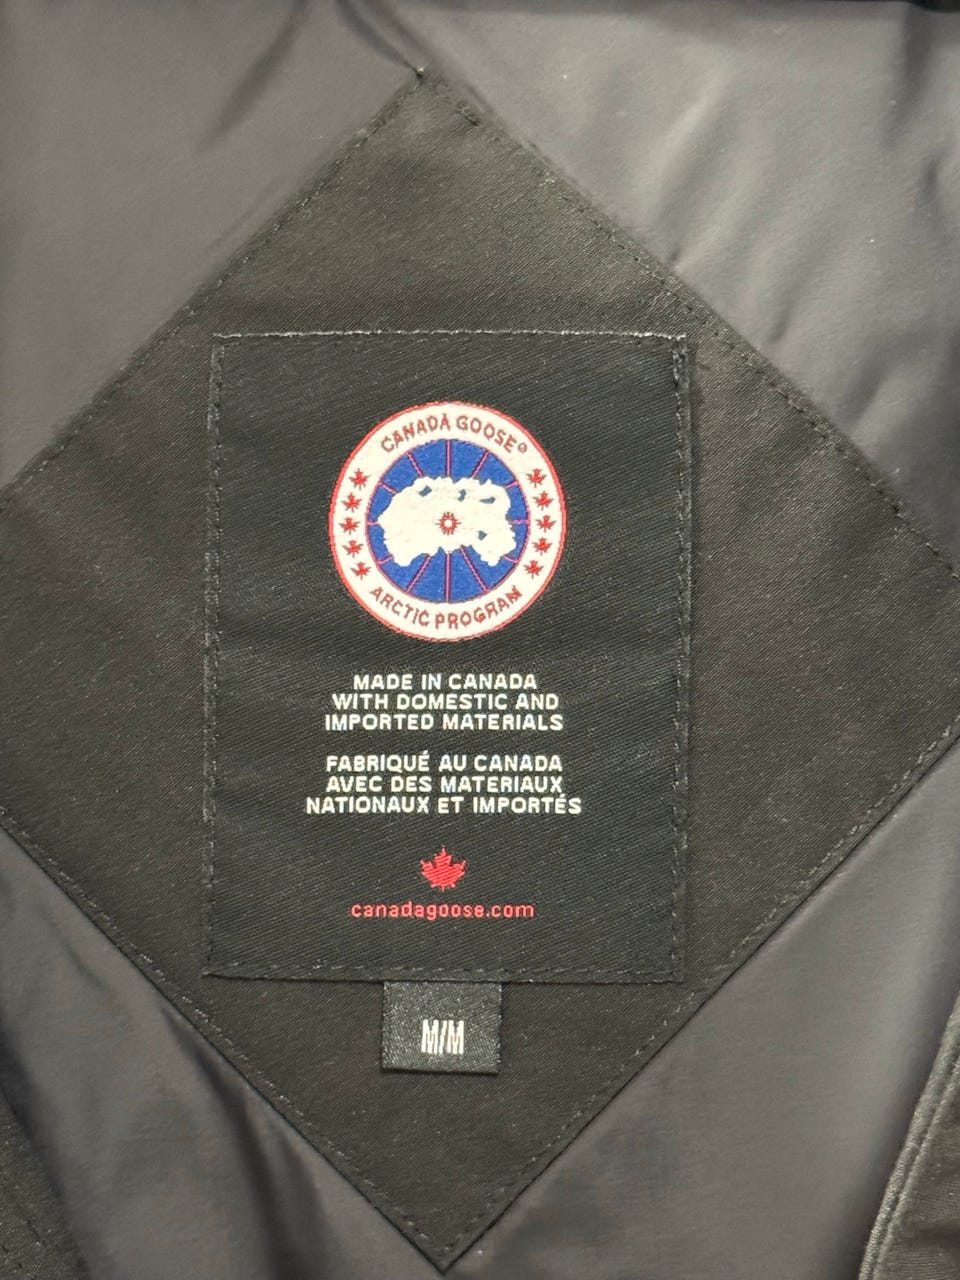 CANADA GOOSE®
ARCTIC PROGRAM
MADE IN CANADA
WITH DOMESTIC AND
IMPORTED MATERIALS
FABRIQUÉ AU CANADA
AVEC DES MATERIAUX
NATIONAUX ET IMPORTÉS
canadagoose.com
M/M